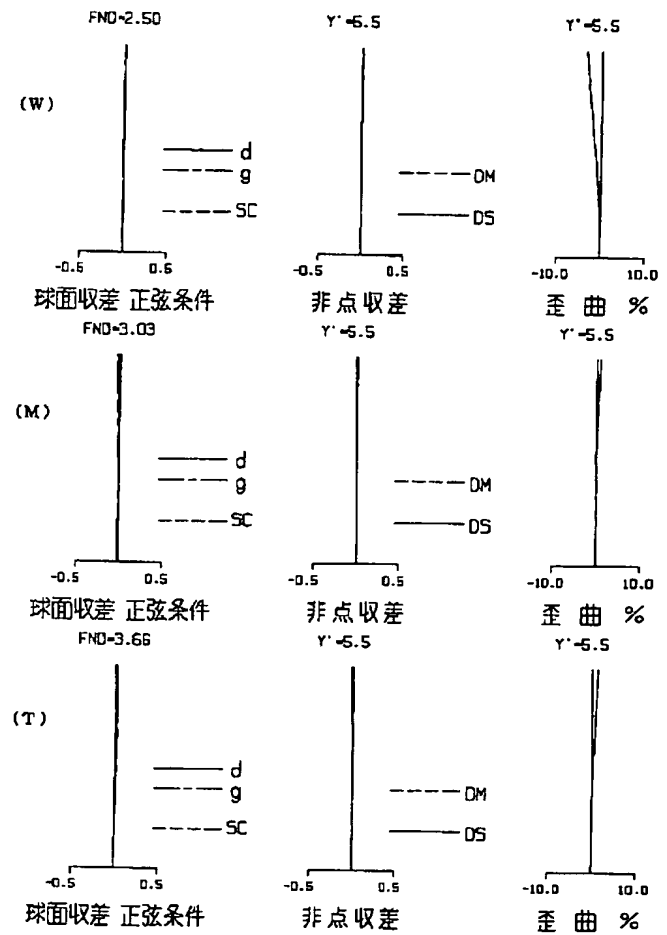 FNO=2.50
Y'=5.5
Y'=5.5
(W)
d
g
SC
DM
DS
-0.5 0.5
-0.5 0.5
-10.0 10.0
球面収差 正弦条件
非点収差
歪曲 %
FNO=3.03
Y'=5.5
Y'=5.5
(M)
d
g
SC
DM
DS
-0.5 0.5
-0.5 0.5
-10.0 10.0
球面収差 正弦条件
非点収差
歪曲 %
FNO=3.66
Y'=5.5
Y'=5.5
(T)
d
g
SC
DM
DS
-0.5 0.5
-0.5 0.5
-10.0 10.0
球面収差 正弦条件
非点収差
歪曲 %